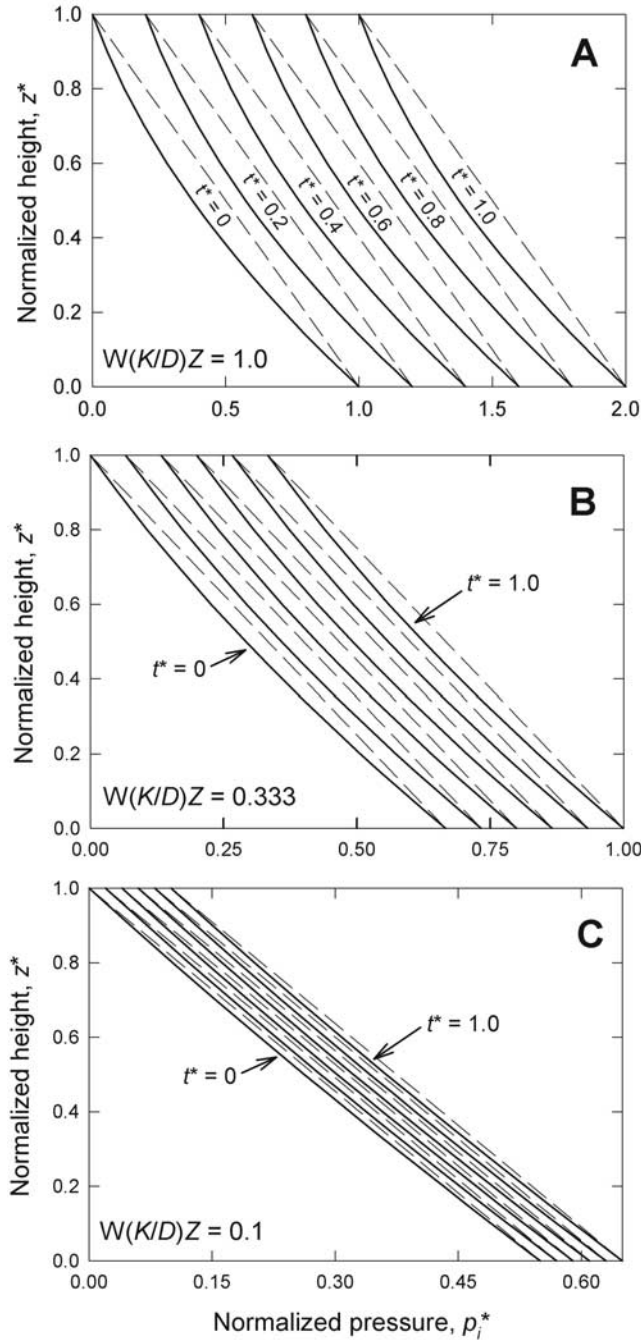 1.0
A
0.8
0.6
Normalized height, z*
t* = 0
t* = 0.2
t* = 0.4
t* = 0.6
t* = 0.8
t* = 1.0
0.4
0.2
W(K/D)Z = 1.0
0.0
0.0 0.5 1.0 1.5 2.0
1.0
B
0.8
t* = 1.0
0.6
Normalized height, z*
t* = 0
0.4
0.2
W(K/D)Z = 0.333
0.0
0.00 0.25 0.50 0.75 1.00
1.0
C
0.8
t* = 1.0
0.6
t* = 0
Normalized height, z*
0.4
0.2
W(K/D)Z = 0.1
0.0
0.00 0.15 0.30 0.45 0.60
Normalized pressure, pᵢ*